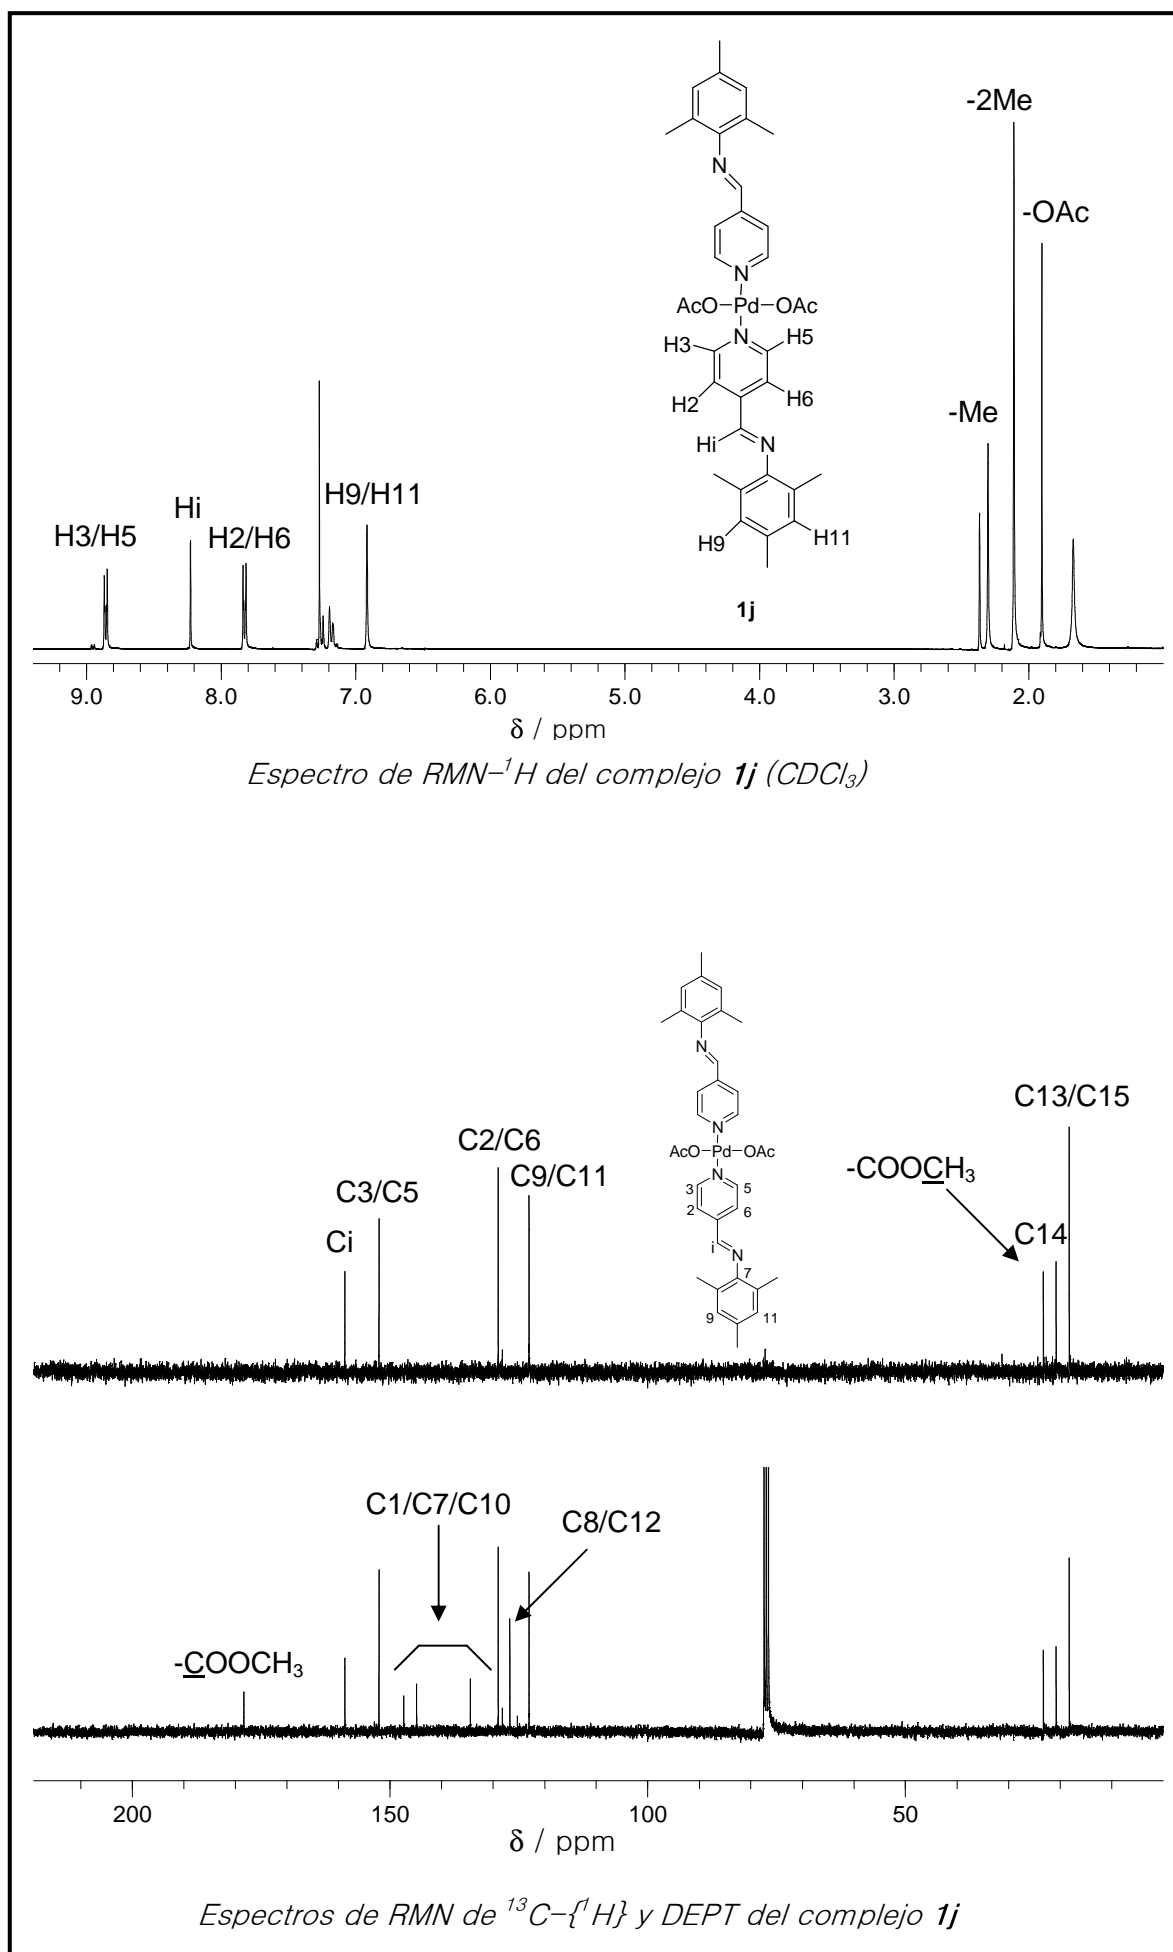 -2Me
-OAc
-Me
H3/H5
Hi
H2/H6
H9/H11
N
N
AcO
Pd
OAc
N
H3
H5
H2
H6
Hi
N
H9
H11
1j
9.0 8.0 7.0 6.0 5.0 4.0 3.0 2.0
δ / ppm
Espectro de RMN-¹H del complejo 1j (CDCl₃)
C13/C15
C2/C6
C9/C11
-COOCH₃
C3/C5
C14
Ci
N
N
AcO
Pd
OAc
N
3
5
2
6
i
N
7
9
11
C1/C7/C10
C8/C12
-COOCH₃
200 150 100 50
δ / ppm
Espectros de RMN de ¹³C-{¹H} y DEPT del complejo 1j